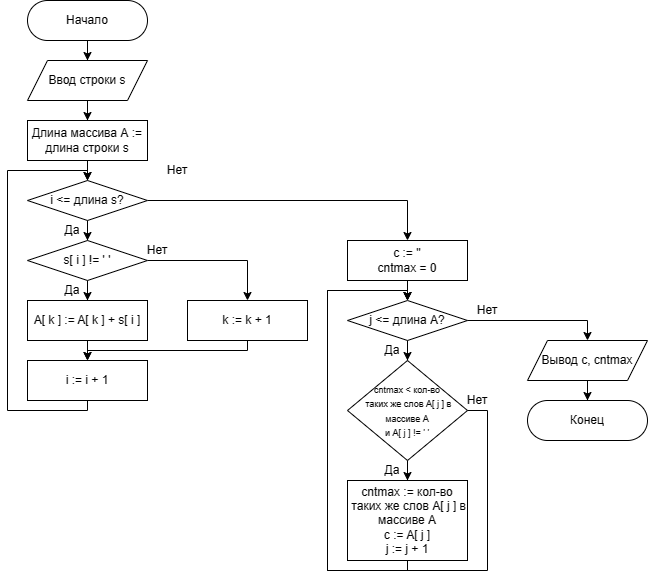 Начало
Ввод строки s
Длина массива A :=
длина строки s
Нет
i <= длина s?
Да
s[ i ] != ' '
Нет
Да
A[ k ] := A[ k ] + s[ i ]
k := k + 1
i := i + 1
c := ''
cntmax = 0
j <= длина A?
Нет
Да
Вывод c, cntmax
Конец
cntmax < кол-во
таких же слов A[ j ] в
массиве A
и A[ j ] != ' '
Нет
Да
cntmax := кол-во
таких же слов A[ j ] в
массиве A
c := A[ j ]
j := j + 1